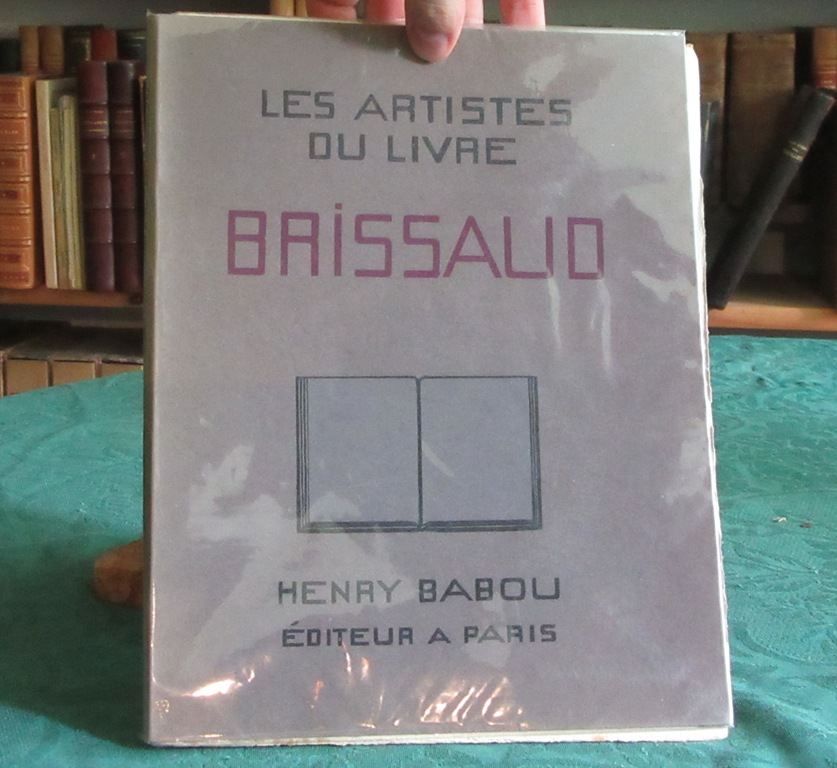 LES ARTISTES
DU LIVRE
BRiSSAUD
HENRY BABOU
ÉDITEUR A PARIS